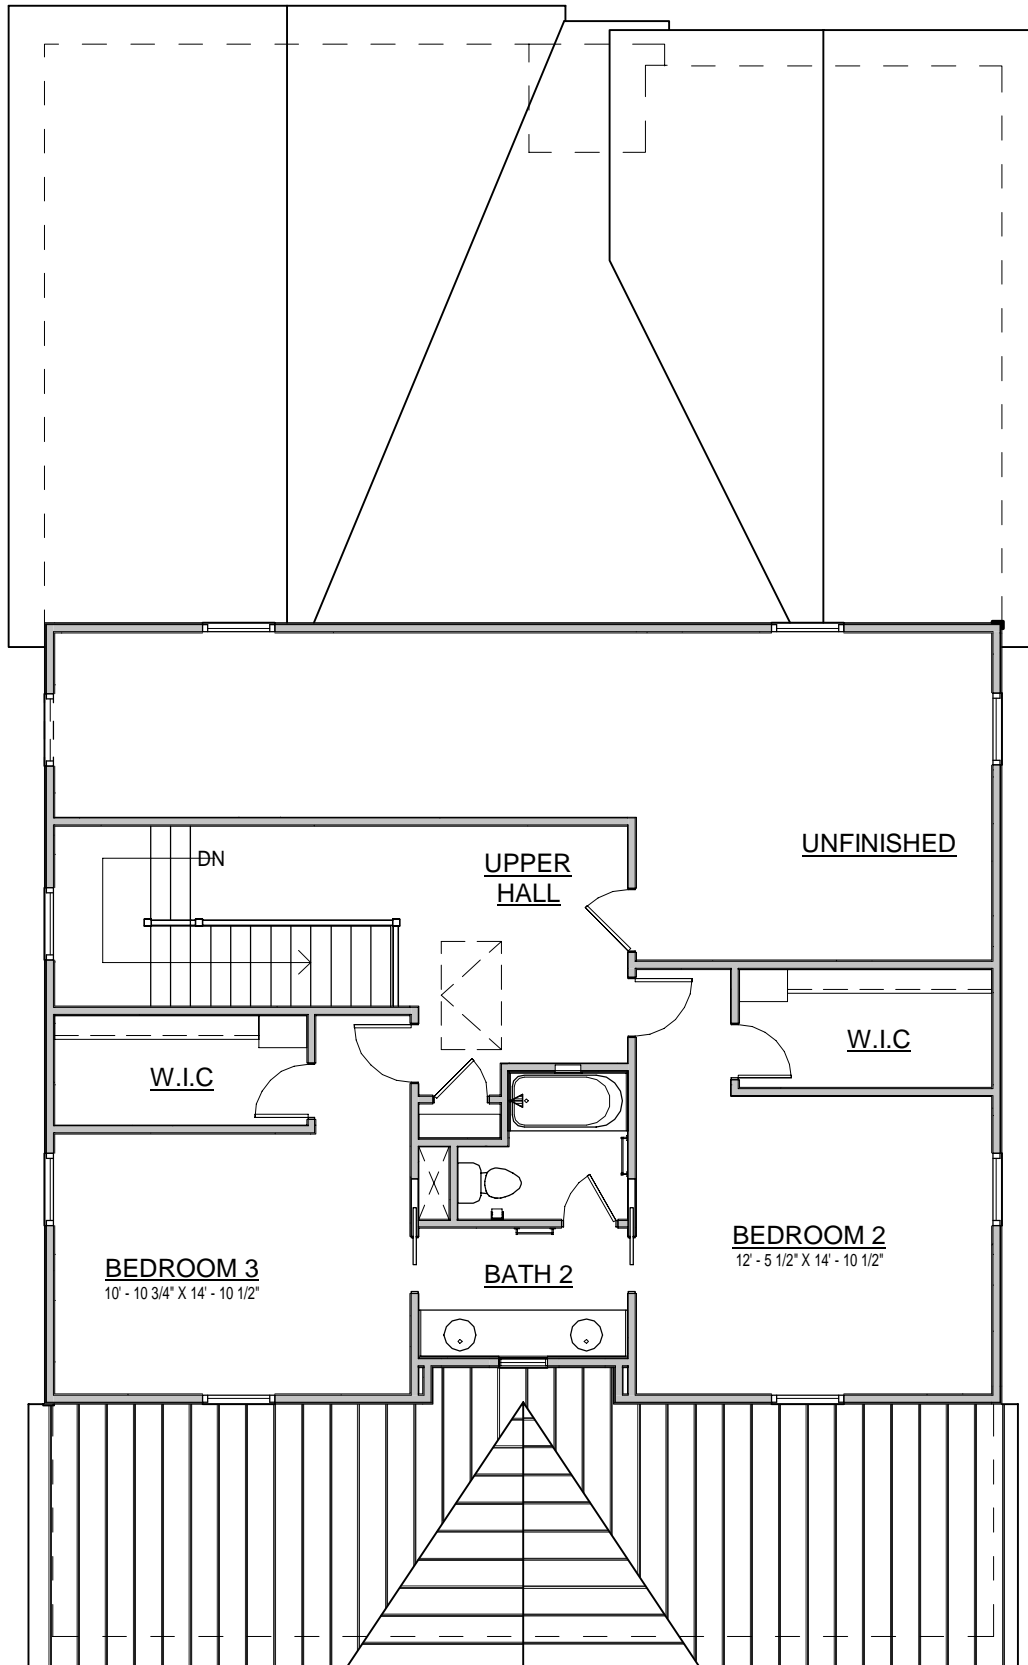 DN
UPPER
HALL
UNFINISHED
W.I.C
W.I.C
BEDROOM 3
10' - 10 3/4" X 14' - 10 1/2"
BATH 2
BEDROOM 2
12' - 5 1/2" X 14' - 10 1/2"